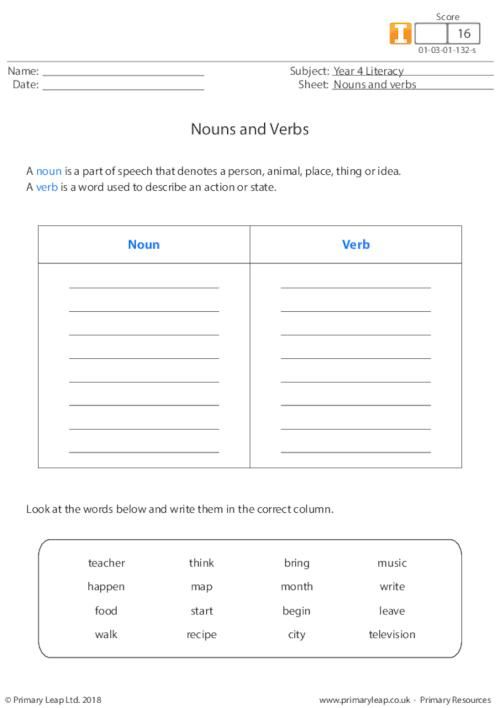 Score
I
16
01-03-01-132-s
Name: Subject: Year 4 Literacy
Date: Sheet: Nouns and verbs
Nouns and Verbs
A noun is a part of speech that denotes a person, animal, place, thing or idea.
A verb is a word used to describe an action or state.
Noun Verb
Look at the words below and write them in the correct column.
teacher think bring music
happen map month write
food start begin leave
walk recipe city television
© Primary Leap Ltd. 2018 www.primaryleap.co.uk - Primary Resources